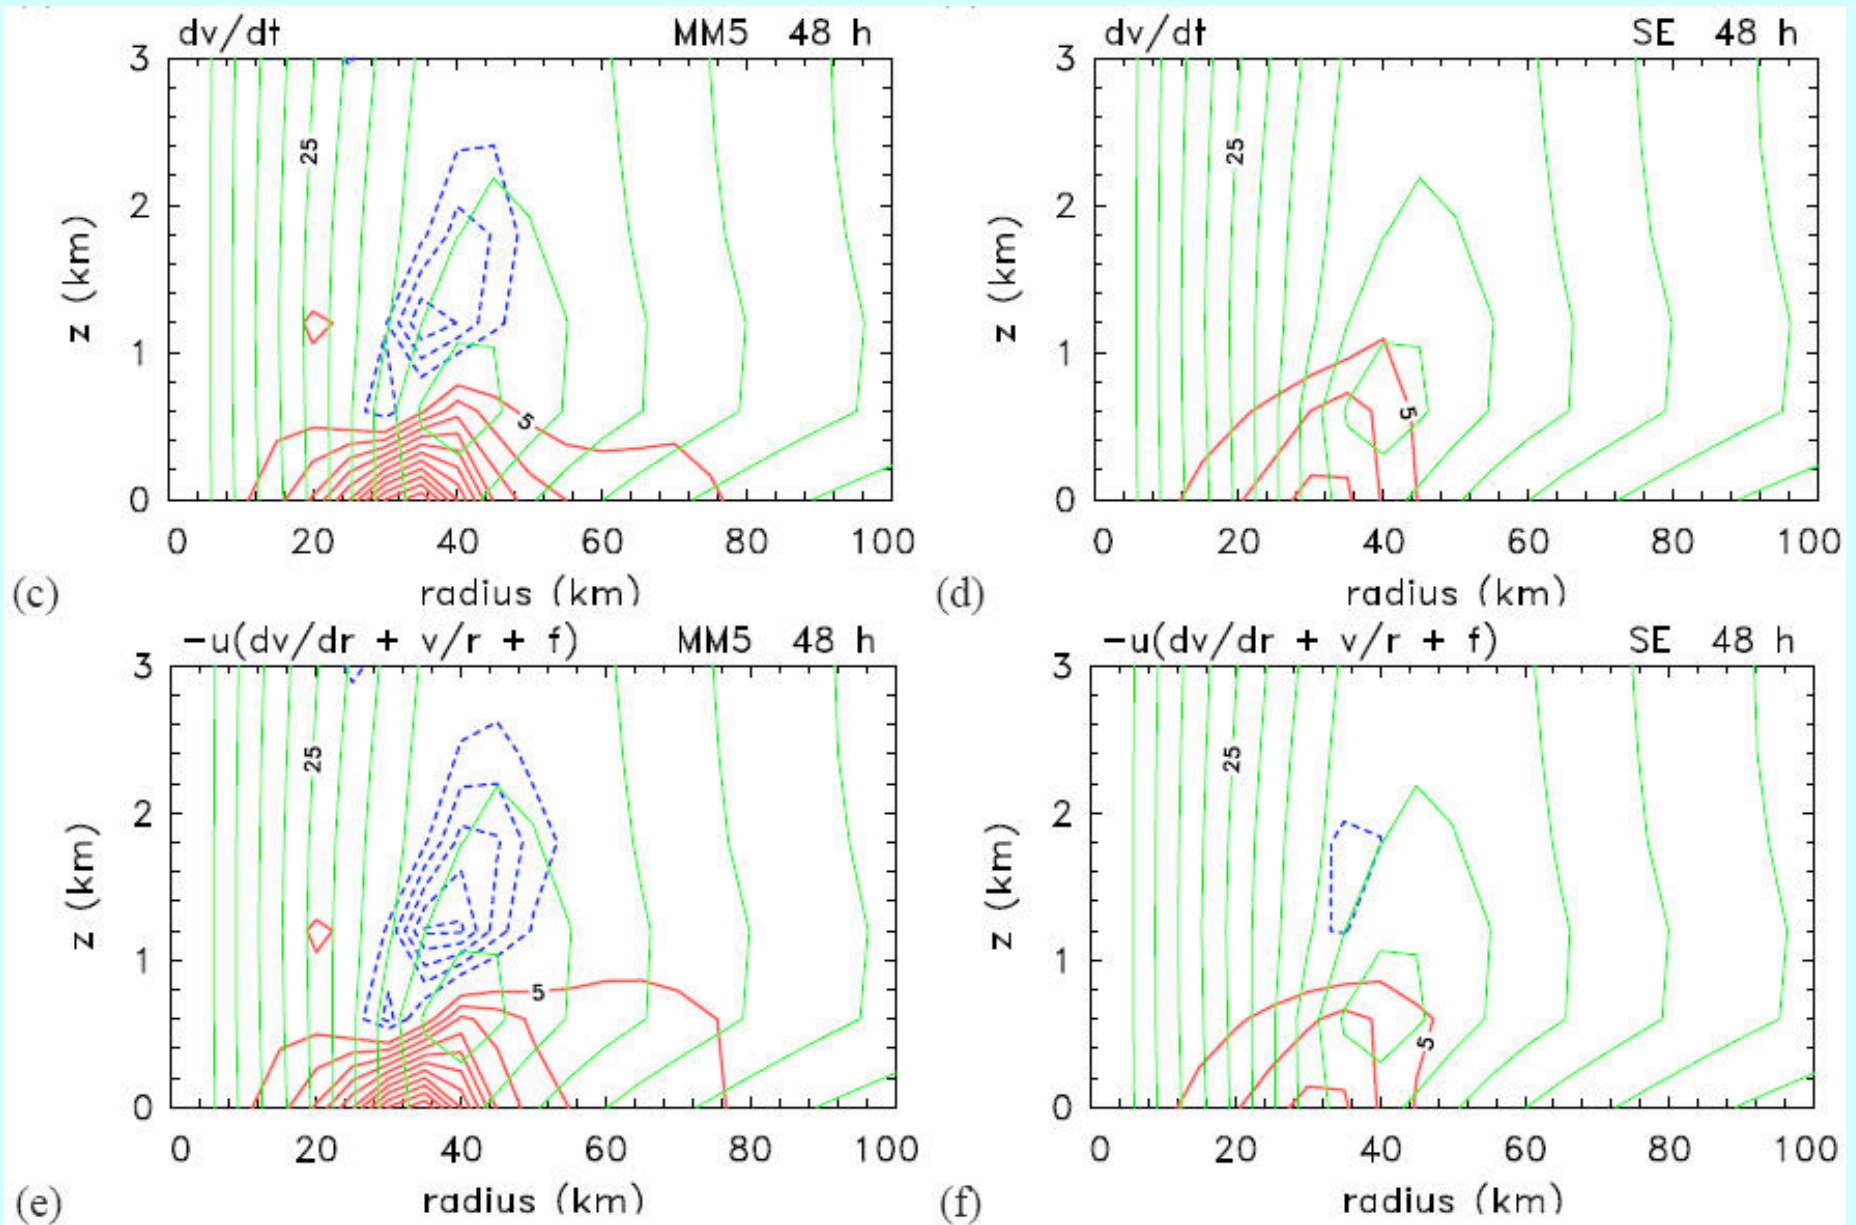 dv/dt MM5 48 h
3
2
1
0
z (km)
25
5
0 20 40 60 80 100
radius (km)
(c)
dv/dt SE 48 h
3
2
1
0
z (km)
25
5
0 20 40 60 80 100
radius (km)
(d)
-u(dv/dr + v/r + f) MM5 48 h
3
2
1
0
z (km)
25
5
0 20 40 60 80 100
radius (km)
(e)
-u(dv/dr + v/r + f) SE 48 h
3
2
1
0
z (km)
25
5
0 20 40 60 80 100
radius (km)
(f)